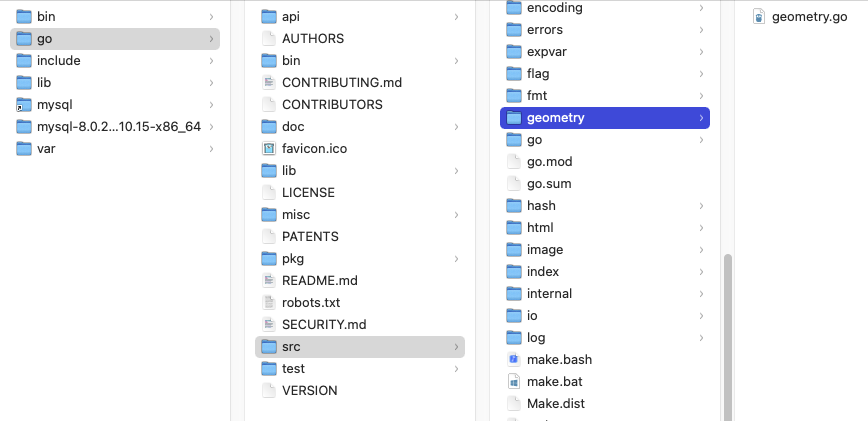 bin
go
include
lib
mysql
mysql-8.0.2...10.15-x86_64
var
api
AUTHORS
bin
CONTRIBUTING.md
CONTRIBUTORS
doc
favicon.ico
lib
LICENSE
misc
PATENTS
pkg
README.md
robots.txt
SECURITY.md
src
test
VERSION
encoding
errors
expvar
flag
fmt
geometry
go
go.mod
go.sum
hash
html
image
index
internal
io
log
make.bash
make.bat
Make.dist
geometry.go